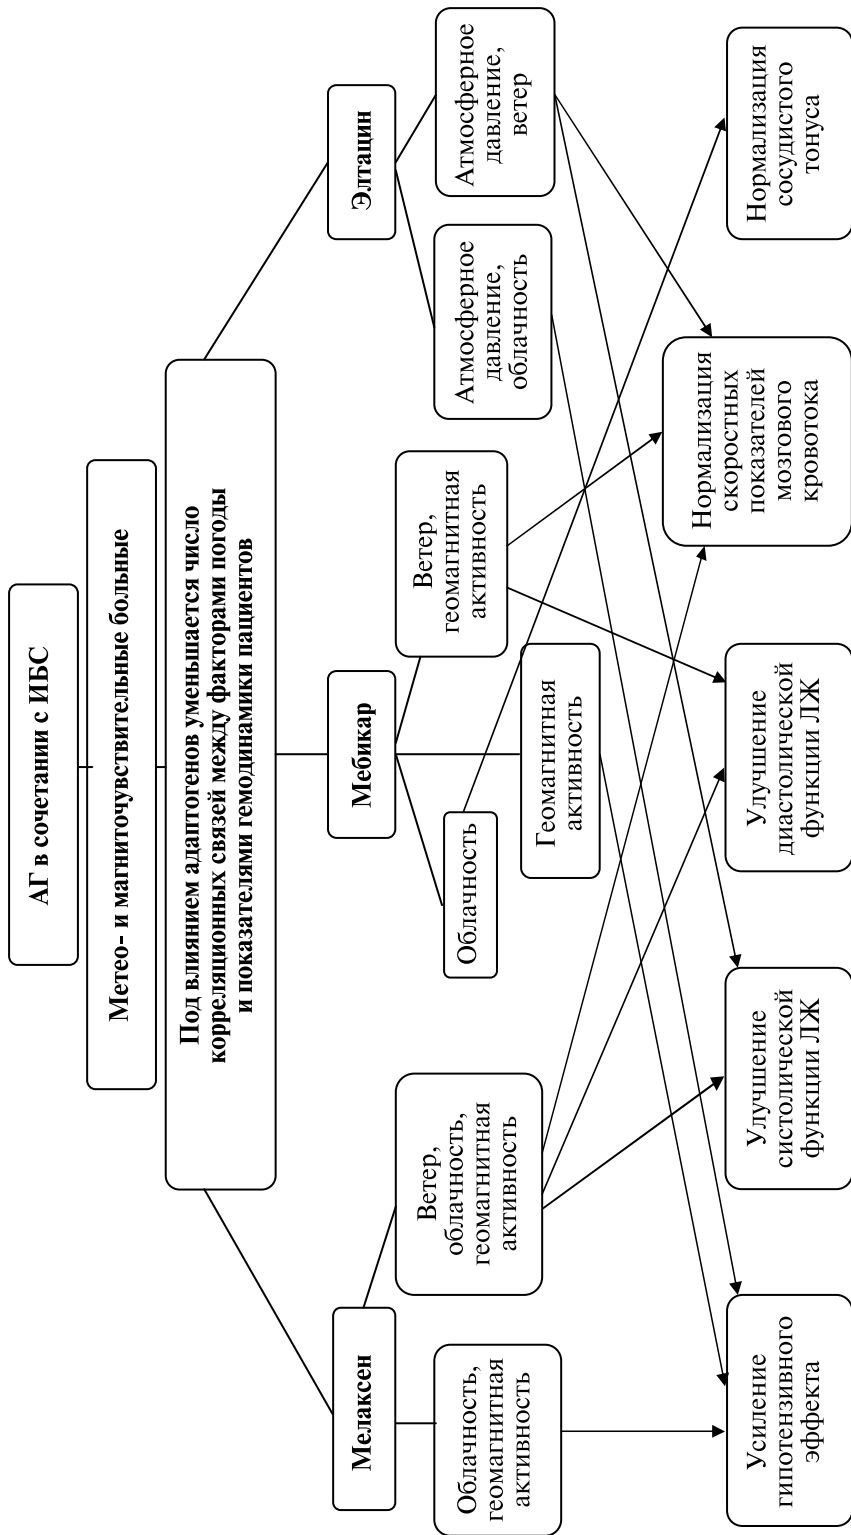 АГ в сочетании с ИБС
Метео- и магниточувствительные больные
Под влиянием адаптогенов уменьшается число
корреляционных связей между факторами погоды
и показателями гемодинамики пациентов
Мелаксен
Мебикар
Элтацин
Облачность,
геомагнитная
активность
Ветер,
облачность,
геомагнитная
активность
Облачность
Геомагнитная
активность
Ветер,
геомагнитная
активность
Атмосферное
давление,
облачность
Атмосферное
давление,
ветер
Усиление
гипотензивного
эффекта
Улучшение
систолической
функции ЛЖ
Улучшение
диастолической
функции ЛЖ
Нормализация
скоростных
показателей
мозгового
кровотока
Нормализация
сосудистого
тонуса